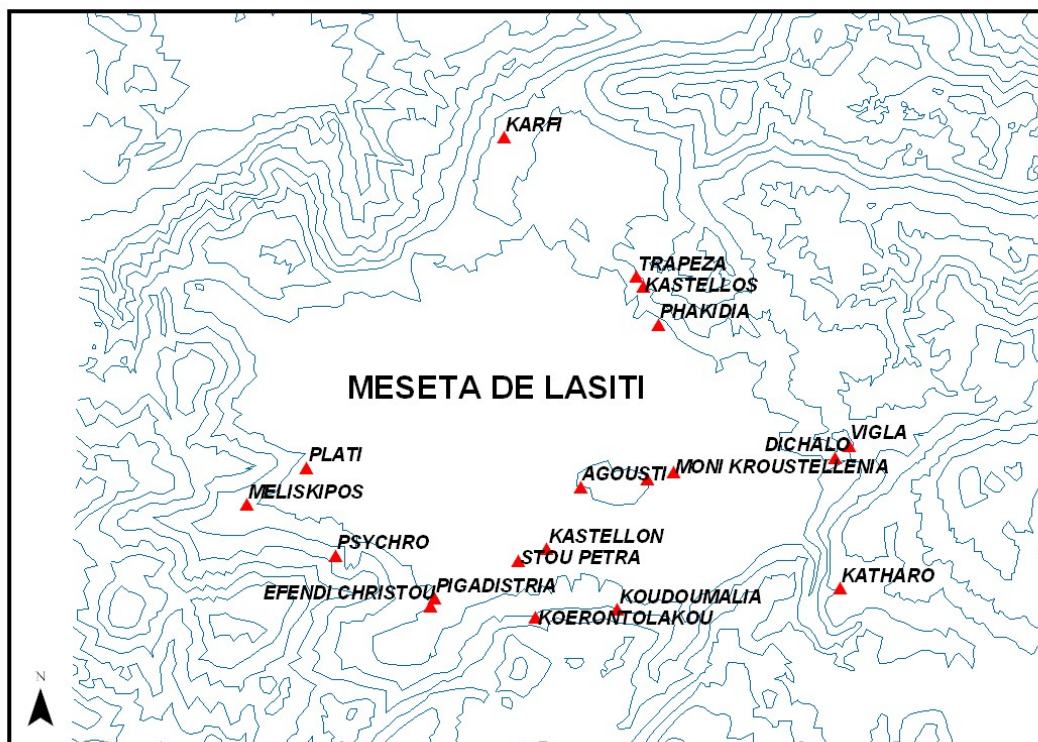 KARFI
TRAPEZA
KASTELLOS
PHAKIDIA
MESETA DE LASITI
VIGLA
DICHALO
PLATI
AGOUSTI
MONI KROUSTELLENIA
MELISKIPOS
KASTELLON
PSYCHRO
STOU PETRA
KATHARO
EFENDI CHRISTOU
PIGADISTRIA
KOUDOUMALIA
KOERONTOLAKOU
N